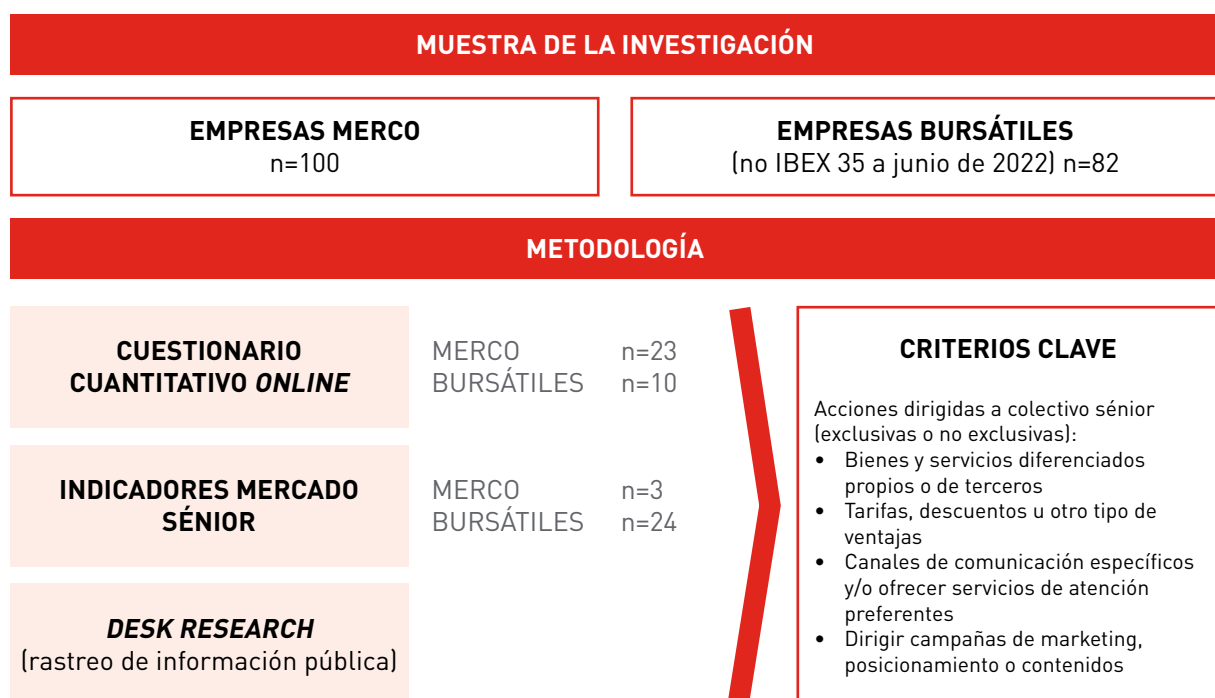 MUESTRA DE LA INVESTIGACIÓN
EMPRESAS MERCO
n=100
EMPRESAS BURSÁTILES
(no IBEX 35 a junio de 2022) n=82
METODOLOGÍA
CUESTIONARIO
CUANTITATIVO ONLINE
MERCO n=23
BURSÁTILES n=10
INDICADORES MERCADO
SÉNIOR
MERCO n=3
BURSÁTILES n=24
DESK RESEARCH
(rastreo de información pública)
CRITERIOS CLAVE
Acciones dirigidas a colectivo sénior
(exclusivas o no exclusivas):
• Bienes y servicios diferenciados
propios o de terceros
• Tarifas, descuentos u otro tipo de
ventajas
• Canales de comunicación específicos
y/o ofrecer servicios de atención
preferentes
• Dirigir campañas de marketing,
posicionamiento o contenidos